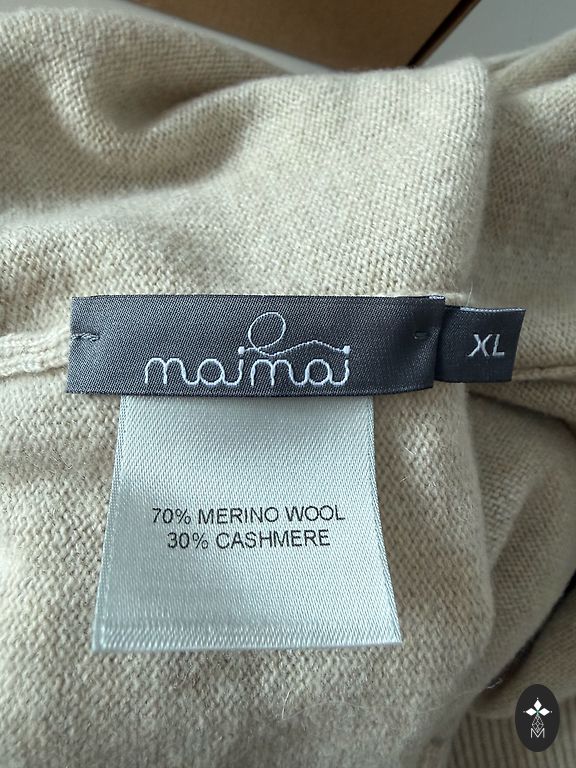 maimai
XL
70% MERINO WOOL
30% CASHMERE
M